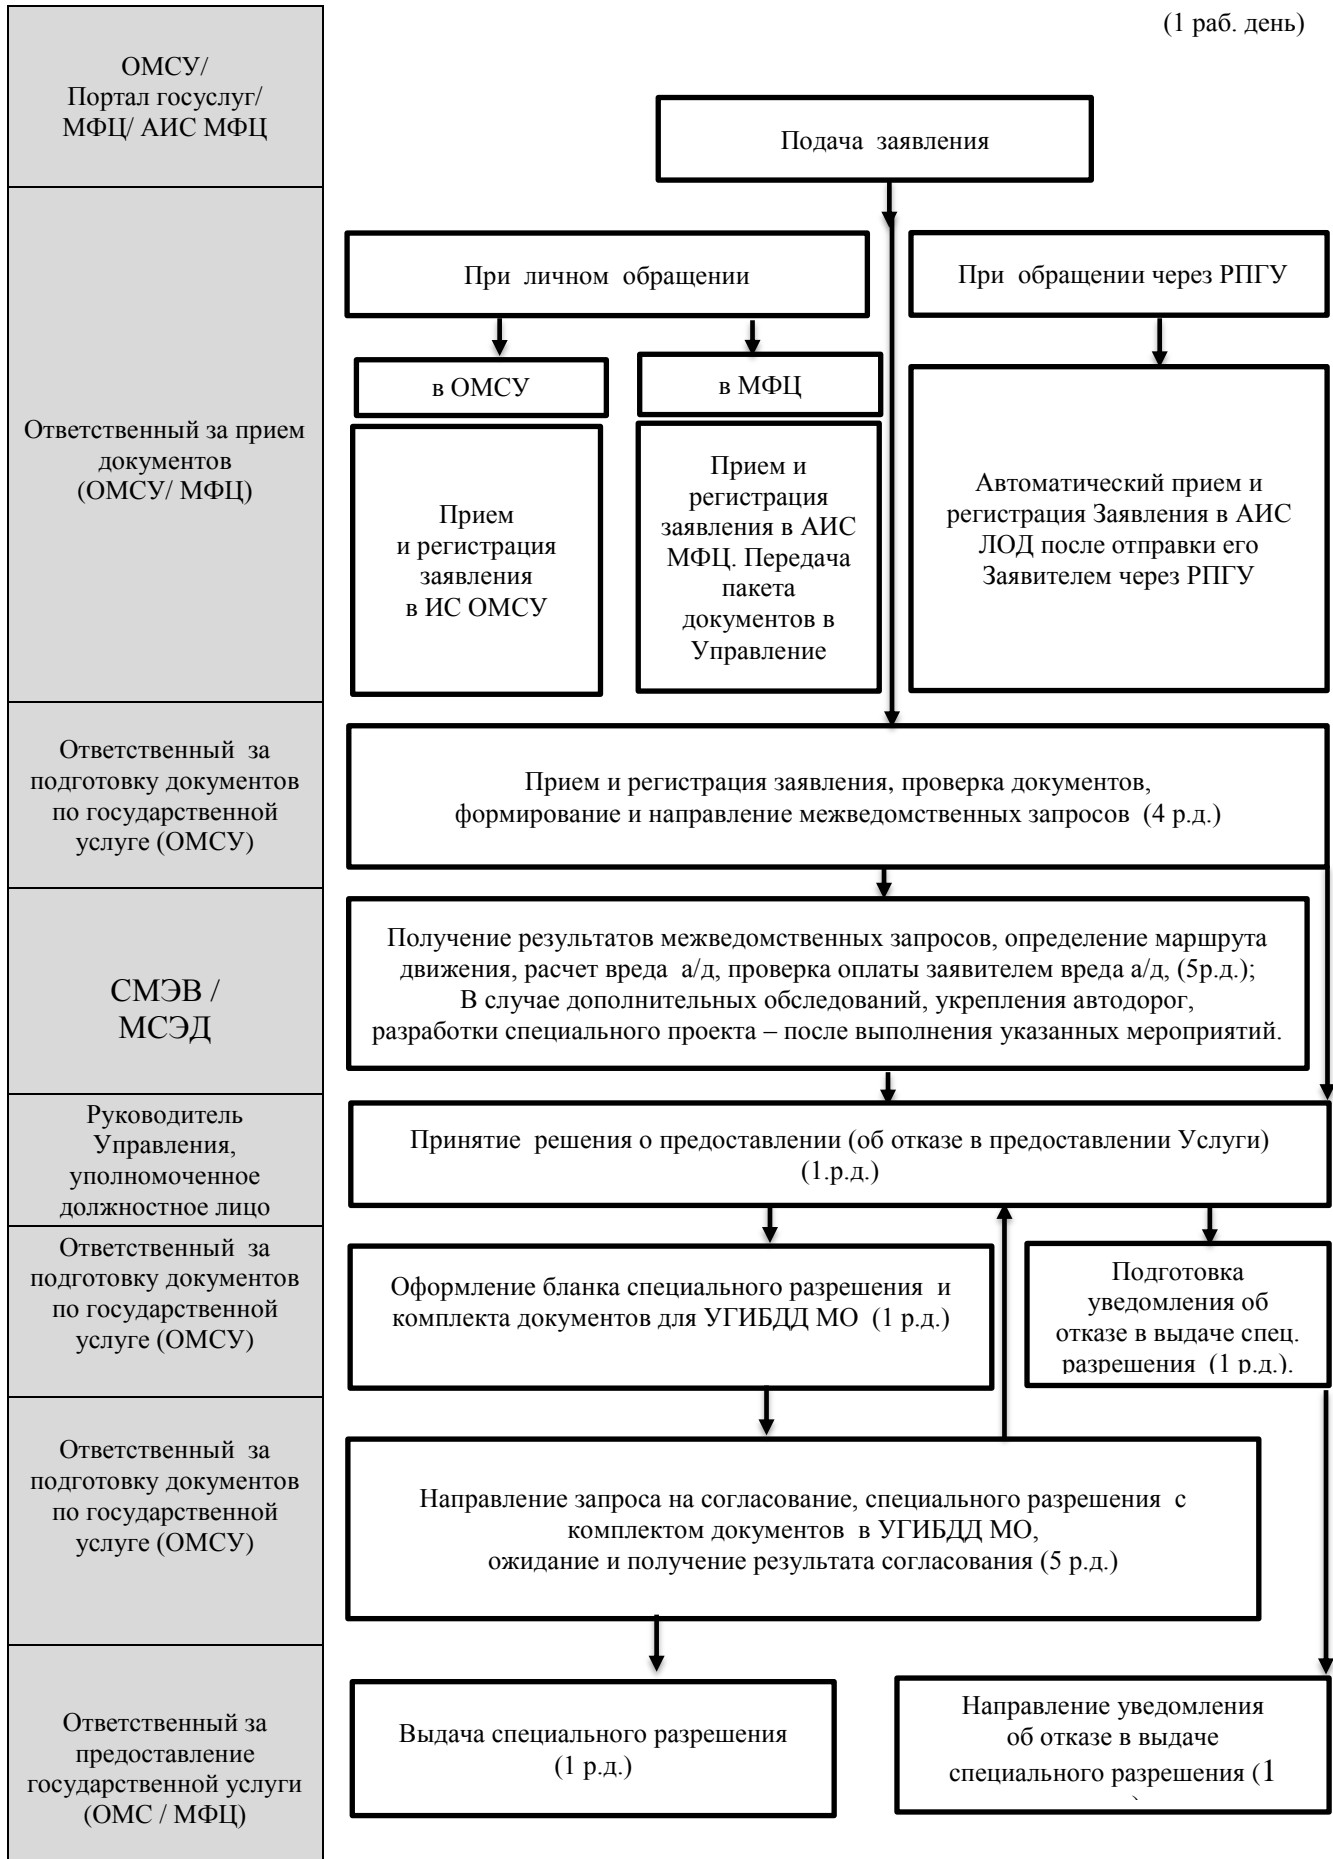 (1 раб. день)
ОМСУ/
Портал госуслуг/
МФЦ/ АИС МФЦ
Подача заявления
Ответственный за прием
документов
(ОМСУ/ МФЦ)
При личном обращении
При обращении через РПГУ
в ОМСУ
в МФЦ
Прием
и регистрация
заявления
в ИС ОМСУ
Прием и
регистрация
заявления в АИС
МФЦ. Передача
пакета
документов в
Управление
Автоматический прием и
регистрация Заявления в АИС
ЛОД после отправки его
Заявителем через РПГУ
Ответственный за
подготовку документов
по государственной
услуге (ОМСУ)
Прием и регистрация заявления, проверка документов,
формирование и направление межведомственных запросов (4 р.д.)
СМЭВ /
МСЭД
Получение результатов межведомственных запросов, определение маршрута
движения, расчет вреда а/д, проверка оплаты заявителем вреда а/д, (5р.д.);
В случае дополнительных обследований, укрепления автодорог,
разработки специального проекта – после выполнения указанных мероприятий.
Руководитель
Управления,
уполномоченное
должностное лицо
Принятие решения о предоставлении (об отказе в предоставлении Услуги)
(1.р.д.)
Ответственный за
подготовку документов
по государственной
услуге (ОМСУ)
Оформление бланка специального разрешения и
комплекта документов для УГИБДД МО (1 р.д.)
Подготовка
уведомления об
отказе в выдаче спец.
разрешения (1 р.д.).
Ответственный за
подготовку документов
по государственной
услуге (ОМСУ)
Направление запроса на согласование, специального разрешения с
комплектом документов в УГИБДД МО,
ожидание и получение результата согласования (5 р.д.)
Ответственный за
предоставление
государственной услуги
(ОМС / МФЦ)
Выдача специального разрешения
(1 р.д.)
Направление уведомления
об отказе в выдаче
специального разрешения (1